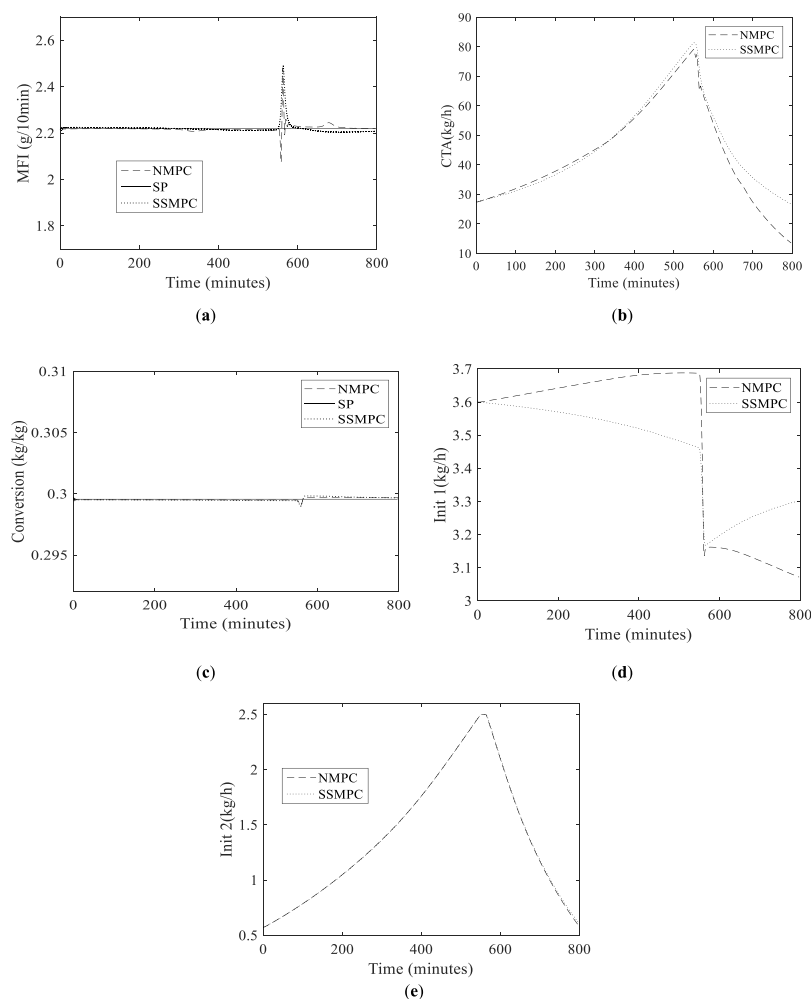 2.6
2.4
2.2
2
1.8
MFI (g/10min)
NMPC
SP
SSMPC
0
200
400
600
800
Time (minutes)
(a)
90
80
70
60
50
40
30
20
10
CTA(kg/h)
NMPC
SSMPC
0
100
200
300
400
500
600
700
800
Time (minutes)
(b)
0.31
0.305
0.3
0.295
Conversion (kg/kg)
NMPC
SP
SSMPC
0
200
400
600
800
Time (minutes)
(c)
3.7
3.6
3.5
3.4
3.3
3.2
3.1
3
Init 1(kg/h)
NMPC
SSMPC
0
200
400
600
800
Time (minutes)
(d)
2.5
2
1.5
1
0.5
Init 2(kg/h)
NMPC
SSMPC
0
200
400
600
800
Time (minutes)
(e)